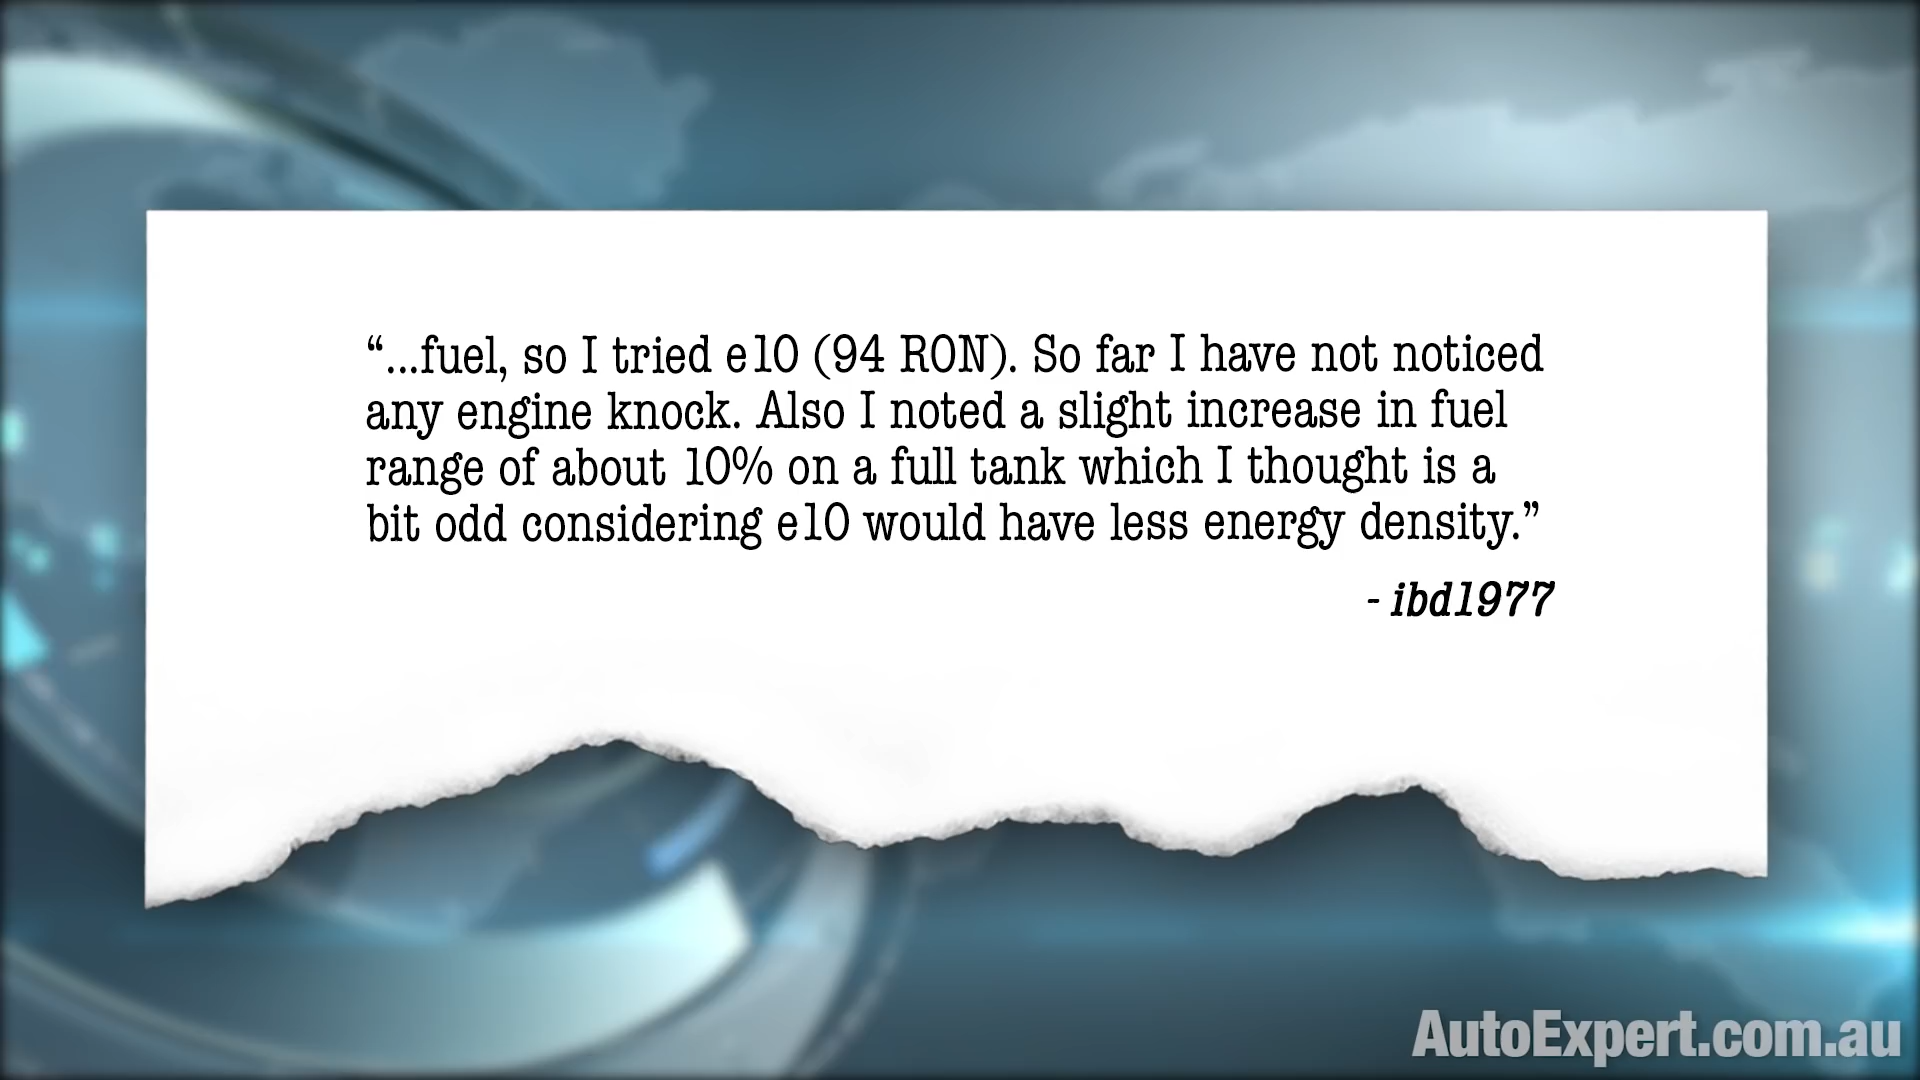 “...fuel, so I tried e10 (94 RON). So far I have not noticed
any engine knock. Also I noted a slight increase in fuel
range of about 10% on a full tank which I thought is a
bit odd considering e10 would have less energy density.”
- ibd1977
AutoExpert.com.au